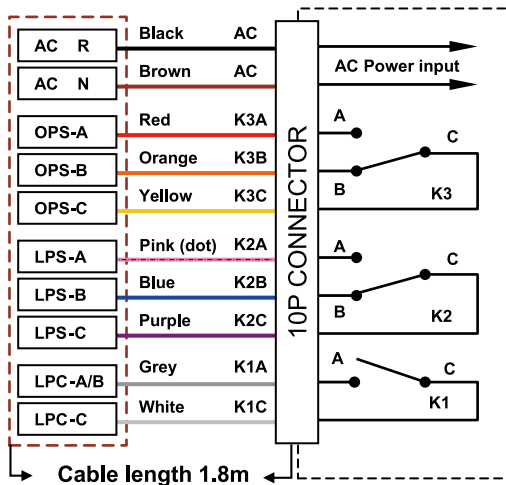 AC R Black AC
AC N Brown AC
AC Power input
OPS-A Red K3A A
OPS-B Orange K3B B C
OPS-C Yellow K3C K3
LPS-A Pink (dot) K2A A
LPS-B Blue K2B B C
LPS-C Purple K2C K2
LPC-A/B Grey K1A A C
LPC-C White K1C K1
10P CONNECTOR
Cable length 1.8m